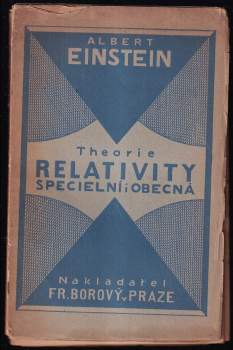 ALBERT
EINSTEIN
Theorie
RELATIVITY
SPECIELNÍ i OBECNÁ
Nakladatel
FR. BOROVÝ v PRAZE